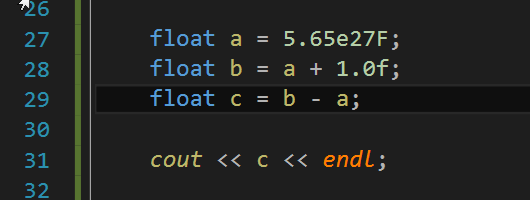 26
27 float a = 5.65e27F;
28 float b = a + 1.0f;
29 float c = b - a;
30
31 cout << c << endl;
32